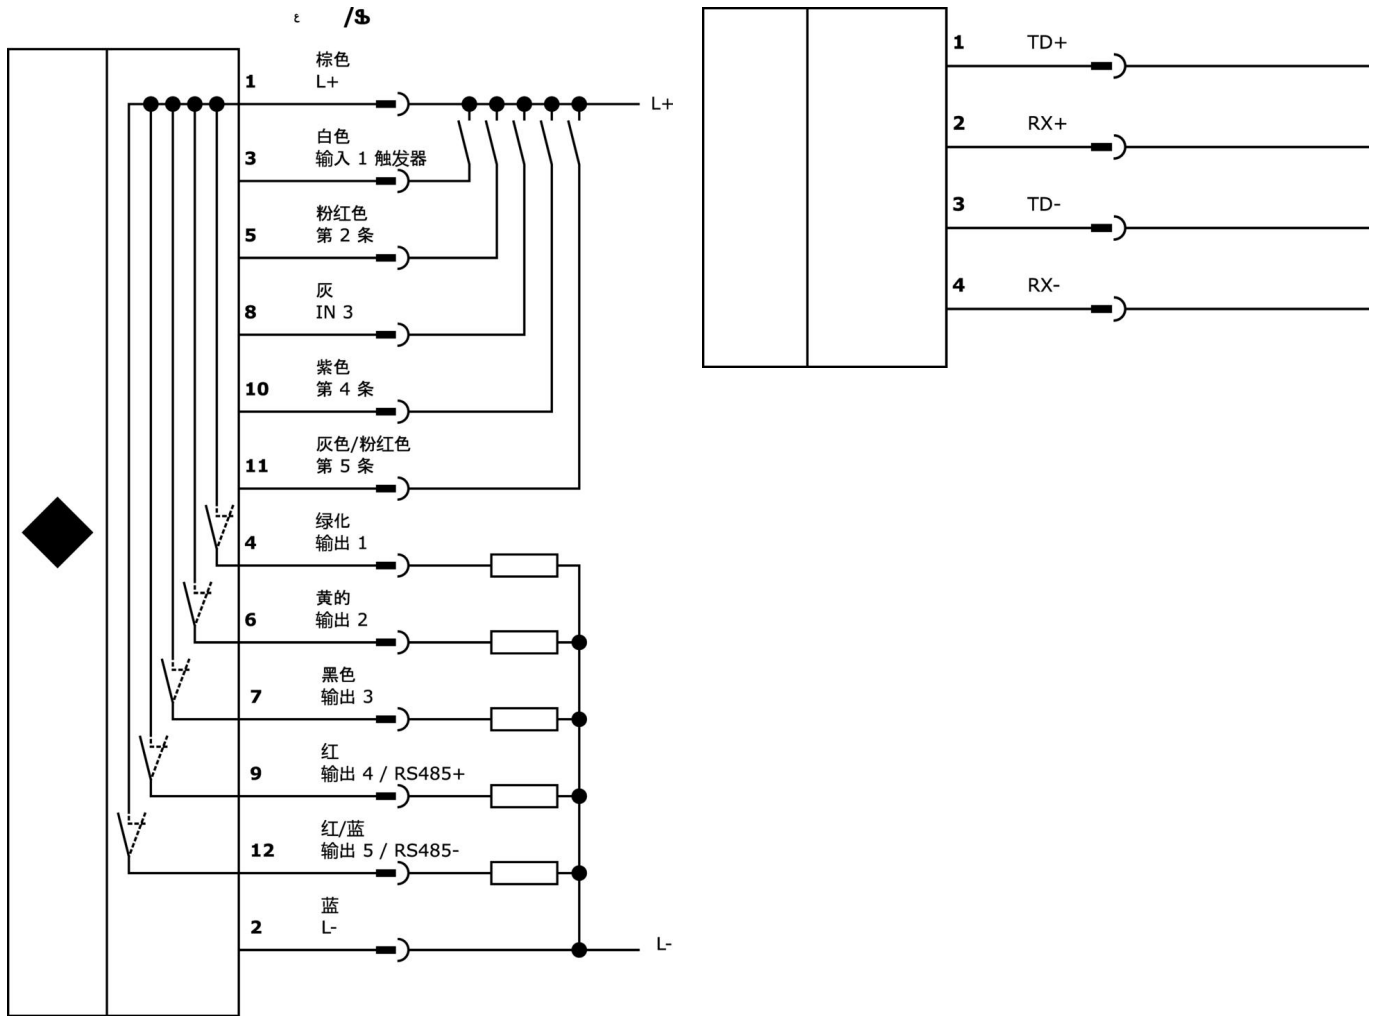 棕色
1 L+
L+
白色
3 输入 1 触发器
粉红色
5 第 2 条
灰
8 IN 3
紫色
10 第 4 条
灰色/粉红色
11 第 5 条
绿化
4 输出 1
黄的
6 输出 2
黑色
7 输出 3
红
9 输出 4 / RS485+
红/蓝
12 输出 5 / RS485-
蓝
2 L-
L-
1 TD+
2 RX+
3 TD-
4 RX-